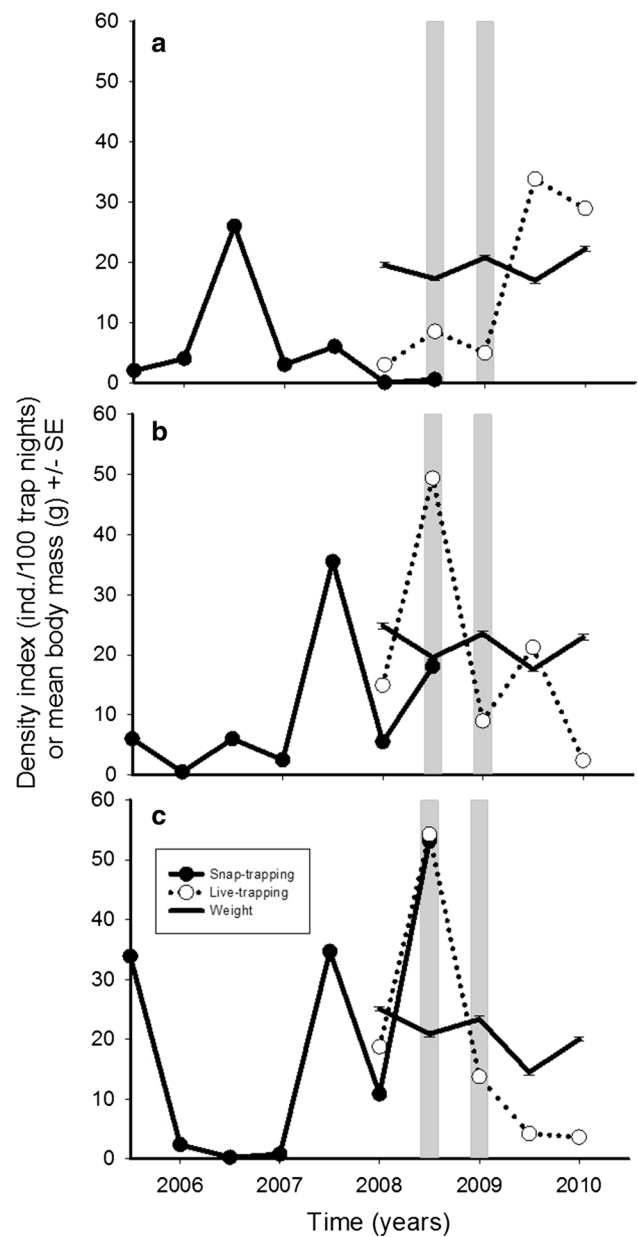 Density index (ind./100 trap nights)
or mean body mass (g) +/- SE
a
60
50
40
30
20
10
0
b
60
50
40
30
20
10
0
c
60
50
40
30
20
10
0
Snap-trapping
Live-trapping
Weight
2006 2007 2008 2009 2010
Time (years)